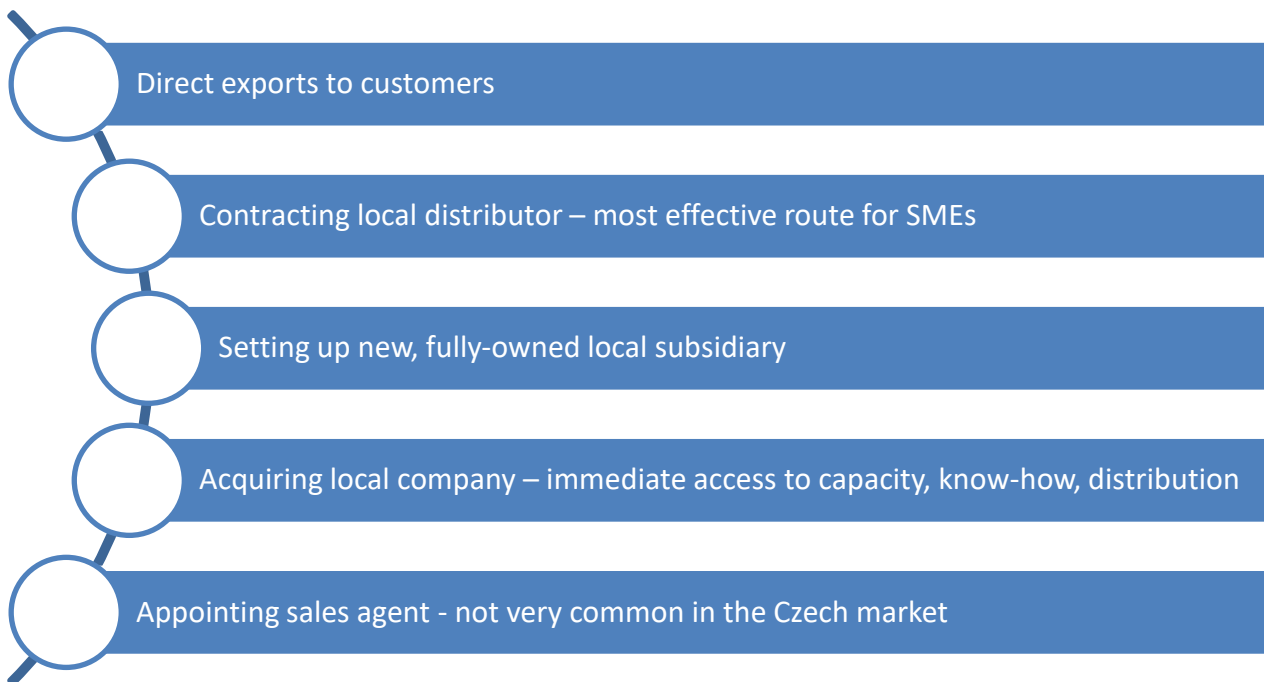 Direct exports to customers
Contracting local distributor – most effective route for SMEs
Setting up new, fully-owned local subsidiary
Acquiring local company – immediate access to capacity, know-how, distribution
Appointing sales agent - not very common in the Czech market